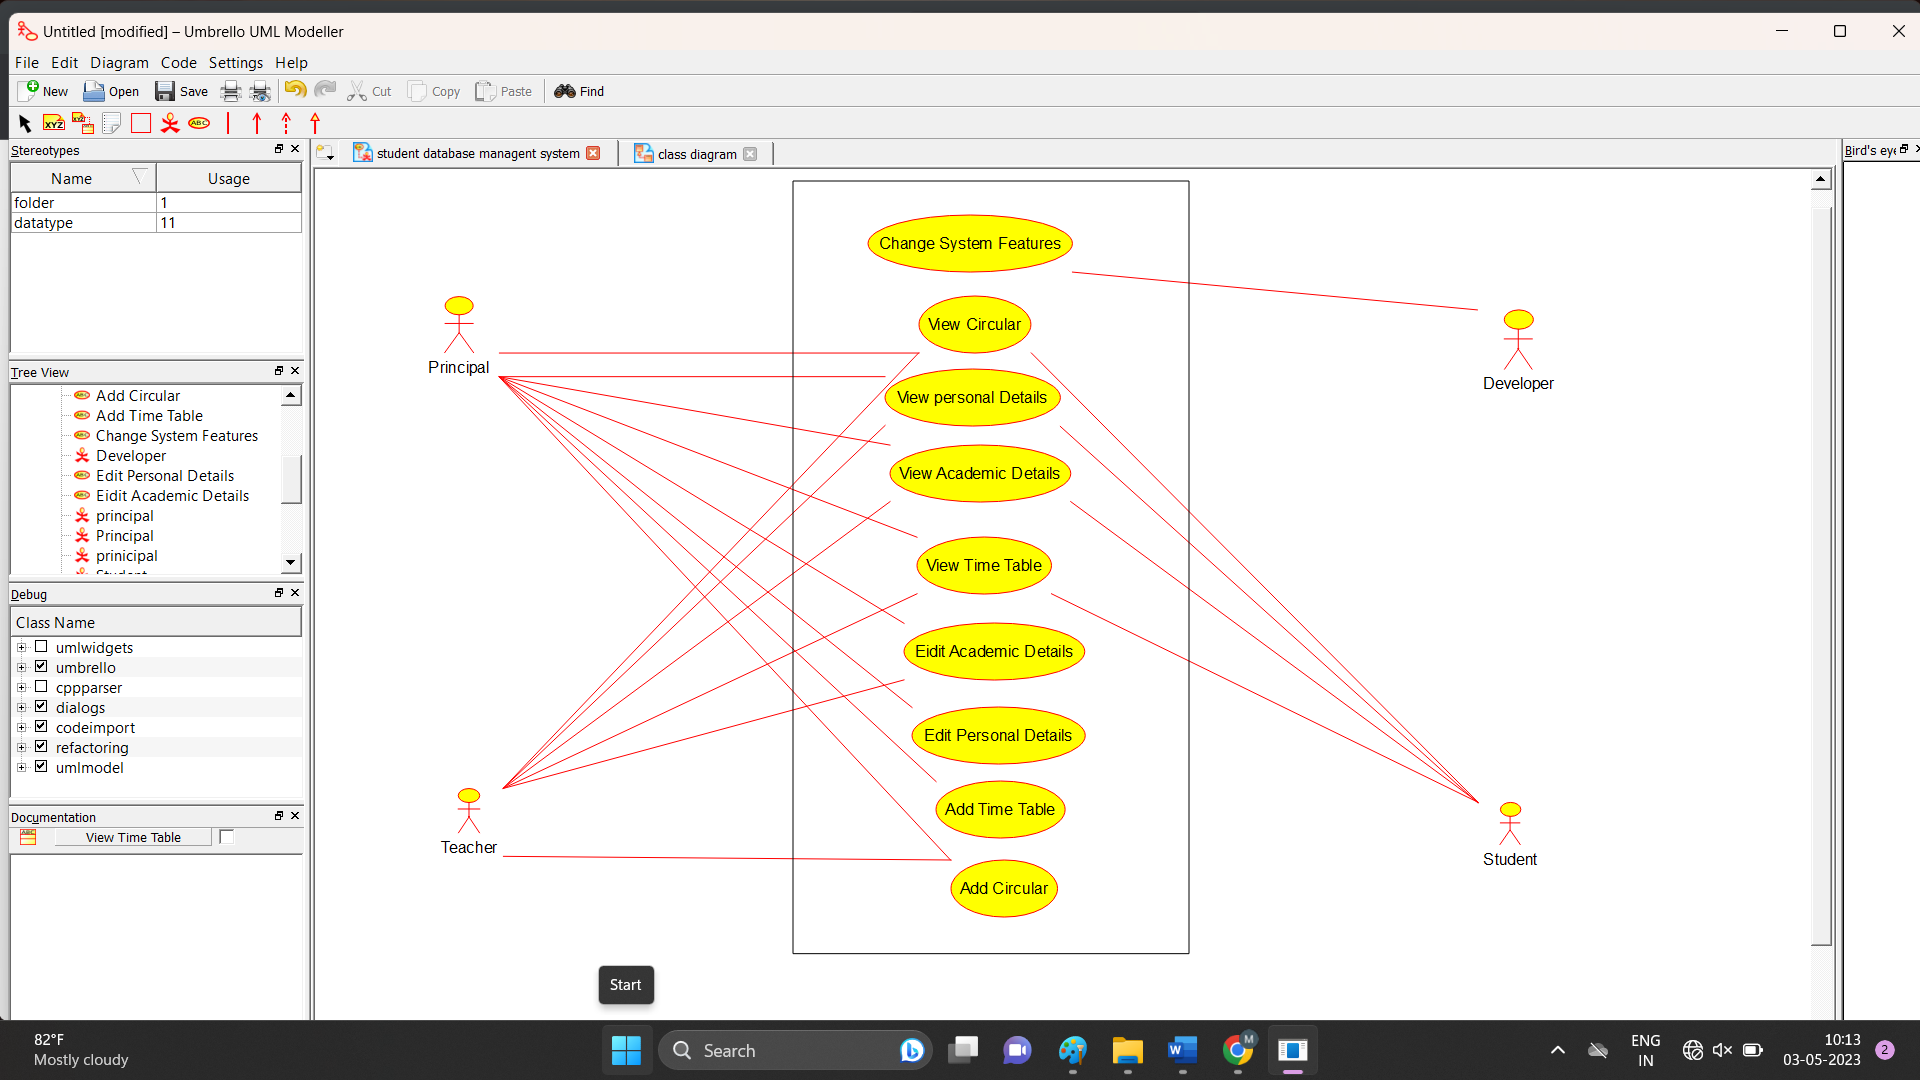 Untitled [modified] – Umbrello UML Modeller
File Edit Diagram Code Settings Help
New Open Save Cut Copy Paste Find
XYZ XYZ ABC
Stereotypes
Name Usage
folder 1
datatype 11
Tree View
Add Circular
Add Time Table
Change System Features
Developer
Edit Personal Details
Eidit Academic Details
principal
Principal
prinicipal
Student
Debug
Class Name
umlwidgets
umbrello
cppparser
dialogs
codeimport
refactoring
umlmodel
Documentation
View Time Table
student database managent system
class diagram
Bird's eye
Change System Features
View Circular
View personal Details
View Academic Details
View Time Table
Eidit Academic Details
Edit Personal Details
Add Time Table
Add Circular
Principal
Teacher
Developer
Student
Start
82°F
Mostly cloudy
Search
M
ENG
IN
10:13
03-05-2023
2